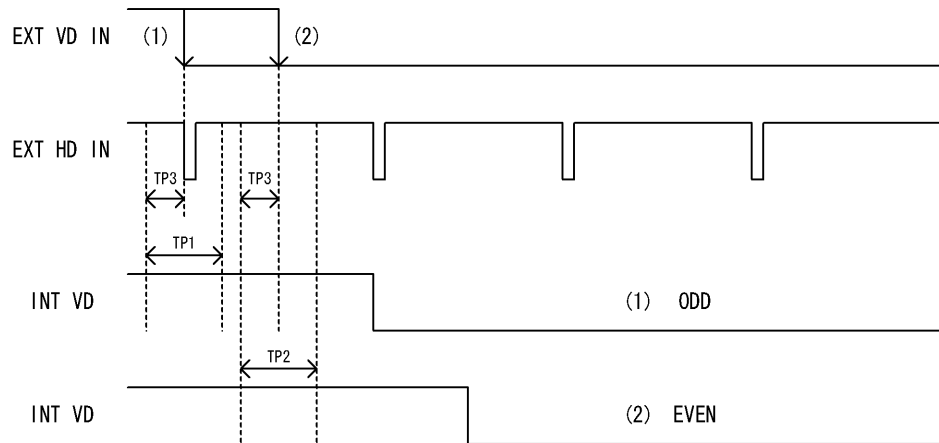 EXT VD IN (1) (2)
EXT HD IN
TP3 TP3
TP1
INT VD (1) ODD
TP2
INT VD (2) EVEN